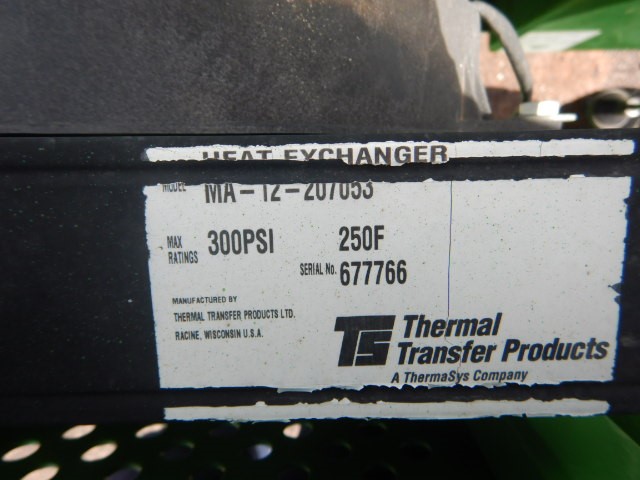 HEAT EXCHANGER
MODEL MA-12-207053
MAX RATINGS 300PSI 250F
SERIAL No. 677766
MANUFACTURED BY
THERMAL TRANSFER PRODUCTS LTD.
RACINE, WISCONSIN U.S.A.
TTP Thermal
Transfer Products
A ThermaSys Company